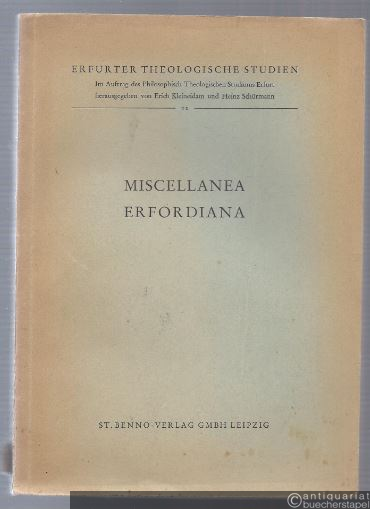 ERFURTER THEOLOGISCHE STUDIEN
Im Auftrag des Philosophisch-Theologischen Studiums Erfurt
herausgegeben von Erich Kleineidam und Heinz Schürmann
MISCELLANEA
ERFORDIANA
ST. BENNO-VERLAG GMBH LEIPZIG
antiquariat
buecherstapel